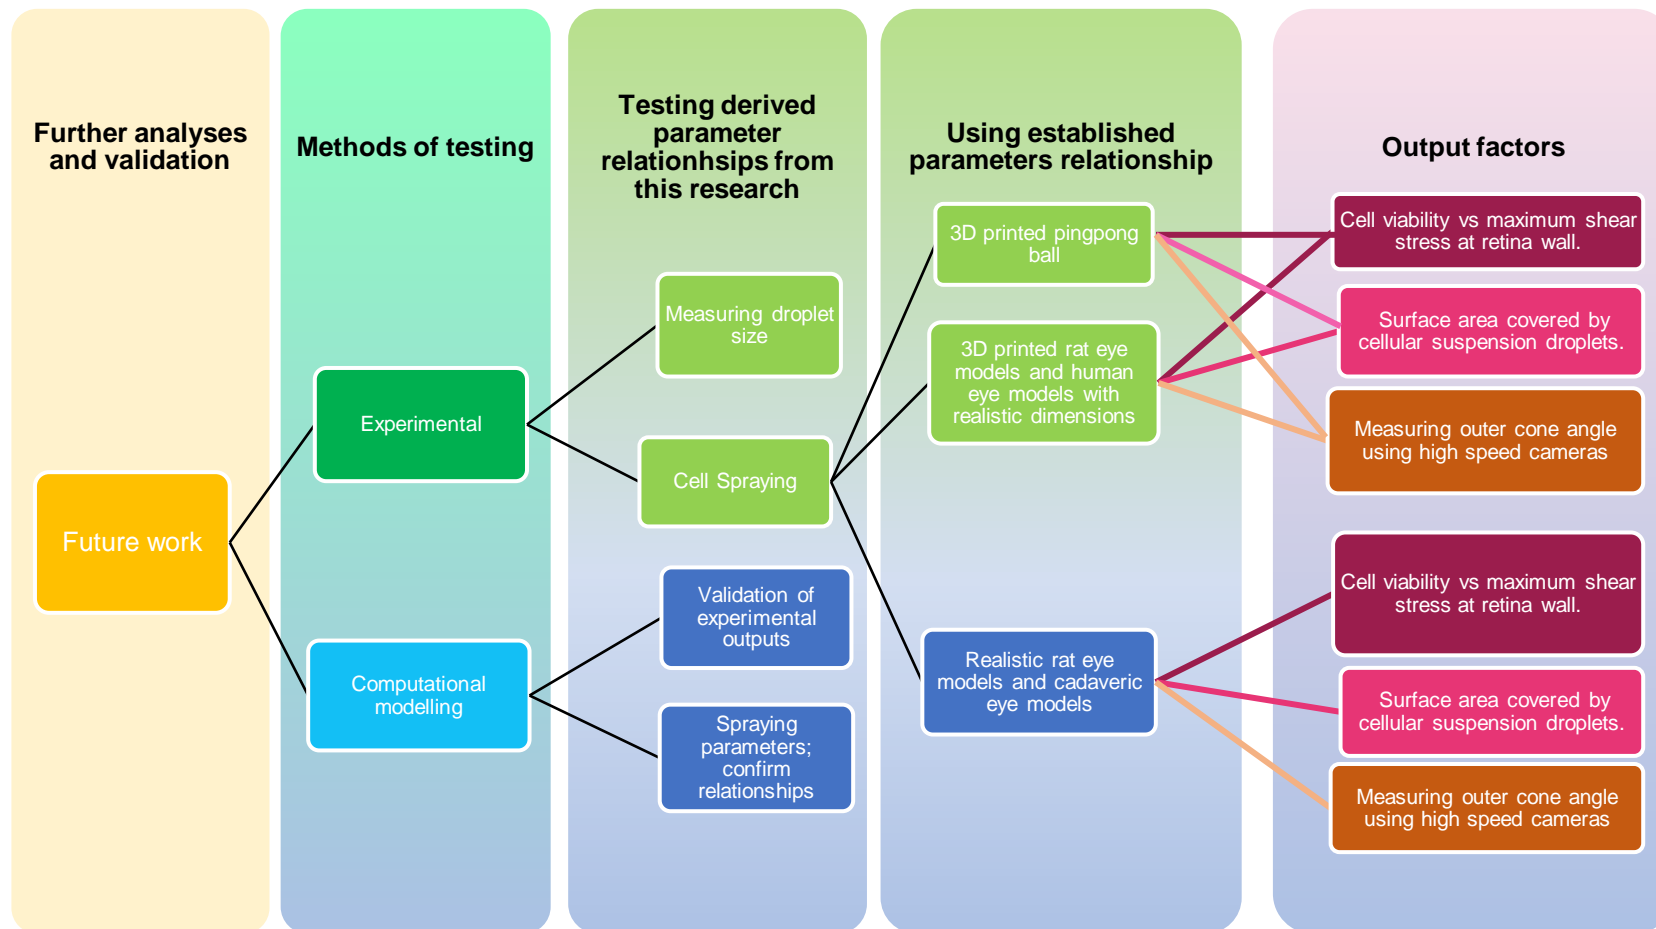 Further analyses
and validation
Methods of testing
Testing derived
parameter
relationhsips from
this research
Using established
parameters relationship
Output factors
Future work
Experimental
Computational
modelling
Measuring droplet
size
Cell Spraying
Validation of
experimental
outputs
Spraying
parameters;
confirm
relationships
3D printed pingpong
ball
3D printed rat eye
models and human
eye models with
realistic dimensions
Realistic rat eye
models and cadaveric
eye models
Cell viability vs maximum shear
stress at retina wall.
Surface area covered by
cellular suspension droplets.
Measuring outer cone angle
using high speed cameras
Cell viability vs maximum shear
stress at retina wall.
Surface area covered by
cellular suspension droplets.
Measuring outer cone angle
using high speed cameras